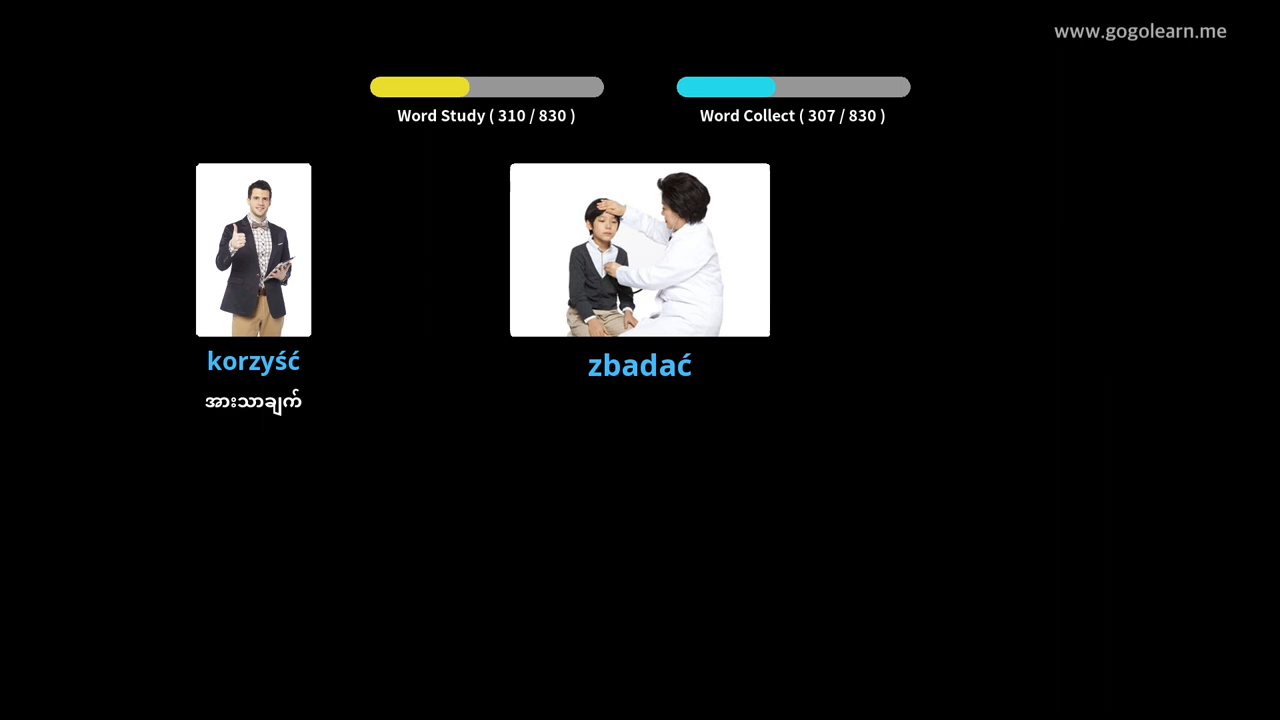 www.gogolearn.me
Word Study ( 310 / 830 )
Word Collect ( 307 / 830 )
korzyść
အားသာချက်
zbadać